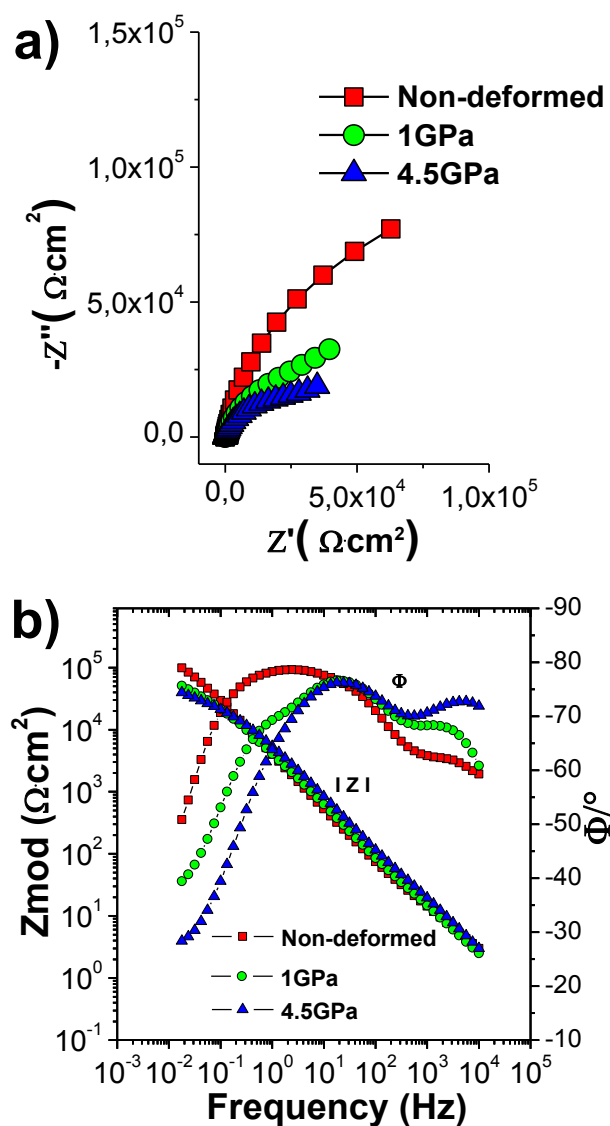 a)
1,5x10⁵
1,0x10⁵
5,0x10⁴
0,0
-Z''( Ω·cm²)
Non-deformed
1GPa
4.5GPa
0,0
5,0x10⁴
1,0x10⁵
Z'( Ω·cm²)
b)
10⁵
10⁴
10³
10²
10¹
10⁰
10⁻¹
Zmod (Ω·cm²)
Φ
I Z I
Non-deformed
1GPa
4.5GPa
-90
-80
-70
-60
-50
-40
-30
-20
-10
Φ/°
10⁻³ 10⁻² 10⁻¹ 10⁰ 10¹ 10² 10³ 10⁴ 10⁵
Frequency (Hz)